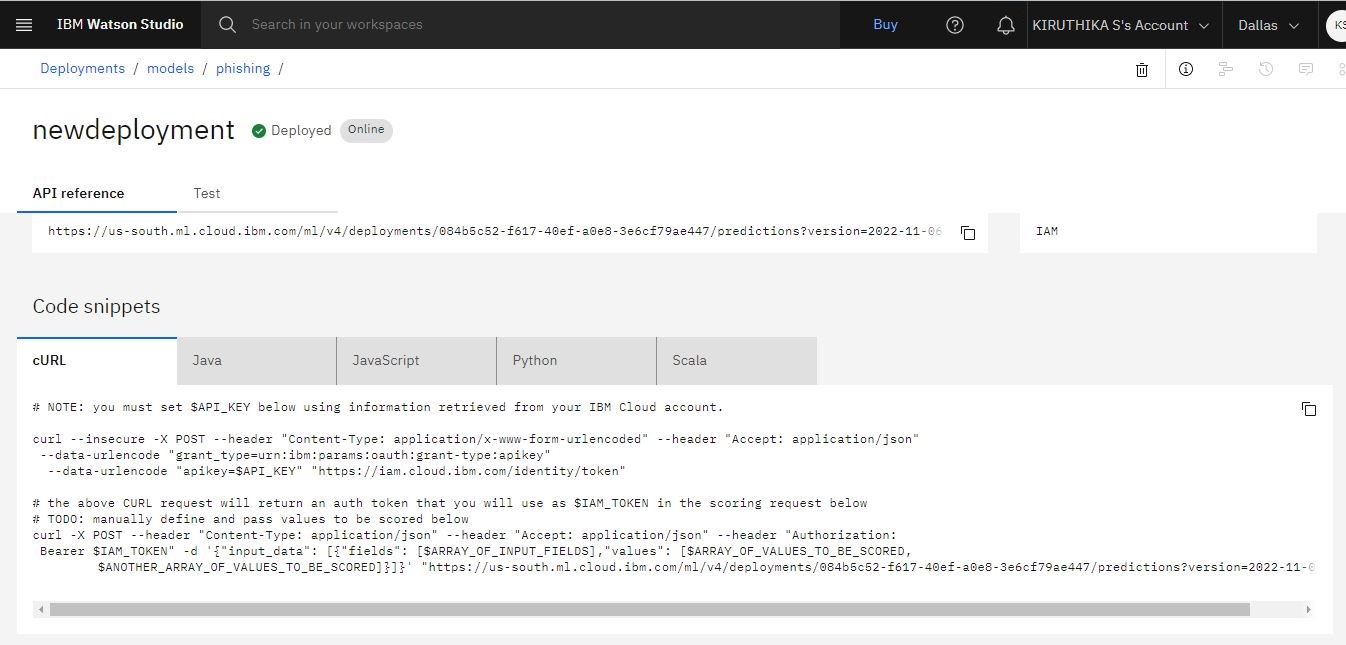 IBM Watson Studio
Search in your workspaces
Buy
KIRUTHIKA S's Account
Dallas
KS
Deployments / models / phishing /
newdeployment
Deployed
Online
API reference
Test
https://us-south.ml.cloud.ibm.com/ml/v4/deployments/084b5c52-f617-40ef-a0e8-3e6cf79ae447/predictions?version=2022-11-06
IAM
Code snippets
cURL
Java
JavaScript
Python
Scala
# NOTE: you must set $API_KEY below using information retrieved from your IBM Cloud account.
curl --insecure -X POST --header "Content-Type: application/x-www-form-urlencoded" --header "Accept: application/json"
--data-urlencode "grant_type=urn:ibm:params:oauth:grant-type:apikey"
--data-urlencode "apikey=$API_KEY" "https://iam.cloud.ibm.com/identity/token"
# the above CURL request will return an auth token that you will use as $IAM_TOKEN in the scoring request below
# TODO: manually define and pass values to be scored below
curl -X POST --header "Content-Type: application/json" --header "Accept: application/json" --header "Authorization:
Bearer $IAM_TOKEN" -d '{"input_data": [{"fields": [$ARRAY_OF_INPUT_FIELDS],"values": [$ARRAY_OF_VALUES_TO_BE_SCORED,
$ANOTHER_ARRAY_OF_VALUES_TO_BE_SCORED]}]}' "https://us-south.ml.cloud.ibm.com/ml/v4/deployments/084b5c52-f617-40ef-a0e8-3e6cf79ae447/predictions?version=2022-11-0